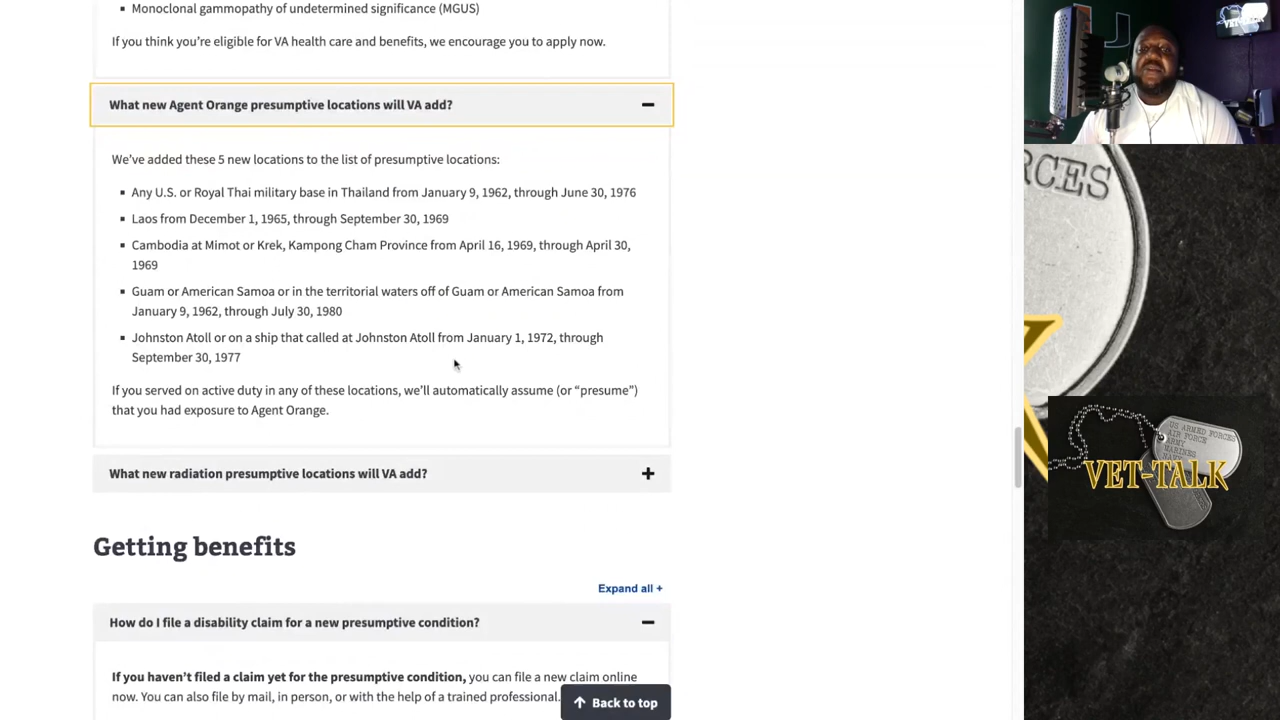 Monoclonal gammopathy of undetermined significance (MGUS)
If you think you’re eligible for VA health care and benefits, we encourage you to apply now.
What new Agent Orange presumptive locations will VA add?
We’ve added these 5 new locations to the list of presumptive locations:
Any U.S. or Royal Thai military base in Thailand from January 9, 1962, through June 30, 1976
Laos from December 1, 1965, through September 30, 1969
Cambodia at Mimot or Krek, Kampong Cham Province from April 16, 1969, through April 30,
1969
Guam or American Samoa or in the territorial waters off of Guam or American Samoa from
January 9, 1962, through July 30, 1980
Johnston Atoll or on a ship that called at Johnston Atoll from January 1, 1972, through
September 30, 1977
If you served on active duty in any of these locations, we’ll automatically assume (or “presume”)
that you had exposure to Agent Orange.
What new radiation presumptive locations will VA add?
Getting benefits
Expand all +
How do I file a disability claim for a new presumptive condition?
If you haven’t filed a claim yet for the presumptive condition, you can file a new claim online
now. You can also file by mail, in person, or with the help of a trained professional.
Back to top
VET-TALK
RCES
US ARMED FORCES
AIR FORCE
ARMY
MARINES
NAVY
VET-TALK